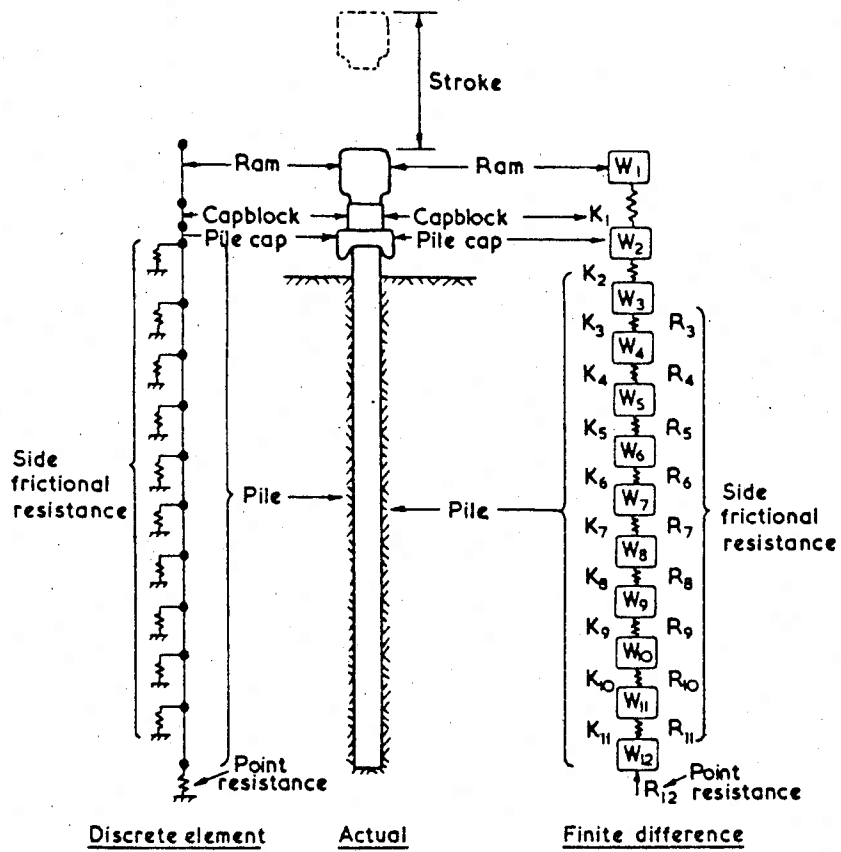 Stroke
Ram
Ram
W₁
Capblock
Capblock
K₁
Pile cap
Pile cap
W₂
K₂
W₃
K₃
R₃
W₄
K₄
R₄
W₅
K₅
R₅
W₆
K₆
R₆
W₇
K₇
R₇
W₈
K₈
R₈
W₉
K₉
R₉
W₁₀
K₁₀
R₁₀
W₁₁
K₁₁
R₁₁
W₁₂
Side
frictional
resistance
Pile
Pile
Side
frictional
resistance
Point
resistance
R₁₂
Point
resistance
Discrete element
Actual
Finite difference